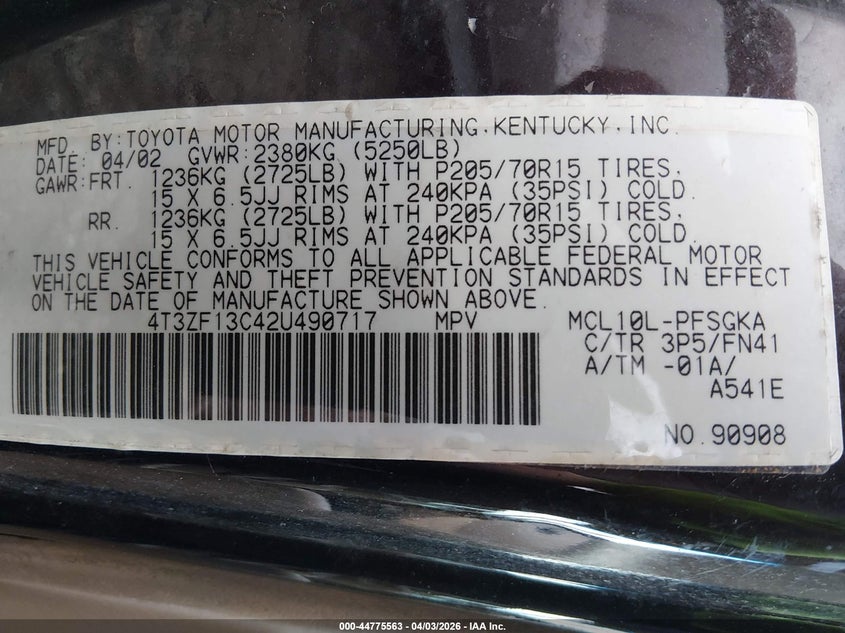 MFD. BY:TOYOTA MOTOR MANUFACTURING,KENTUCKY,INC.
DATE: 04/02 GVWR:2380KG (5250LB)
GAWR:FRT. 1236KG (2725LB) WITH P205/70R15 TIRES,
15 X 6.5JJ RIMS AT 240KPA (35PSI) COLD.
RR. 1236KG (2725LB) WITH P205/70R15 TIRES,
15 X 6.5JJ RIMS AT 240KPA (35PSI) COLD.
THIS VEHICLE CONFORMS TO ALL APPLICABLE FEDERAL MOTOR
VEHICLE SAFETY AND THEFT PREVENTION STANDARDS IN EFFECT
ON THE DATE OF MANUFACTURE SHOWN ABOVE.
4T3ZF13C42U490717 MPV MCL10L-PFSGKA
C/TR 3P5/FN41
A/TM -01A/
A541E
NO.90908
000-44775563 - 04/03/2026 - IAA Inc.